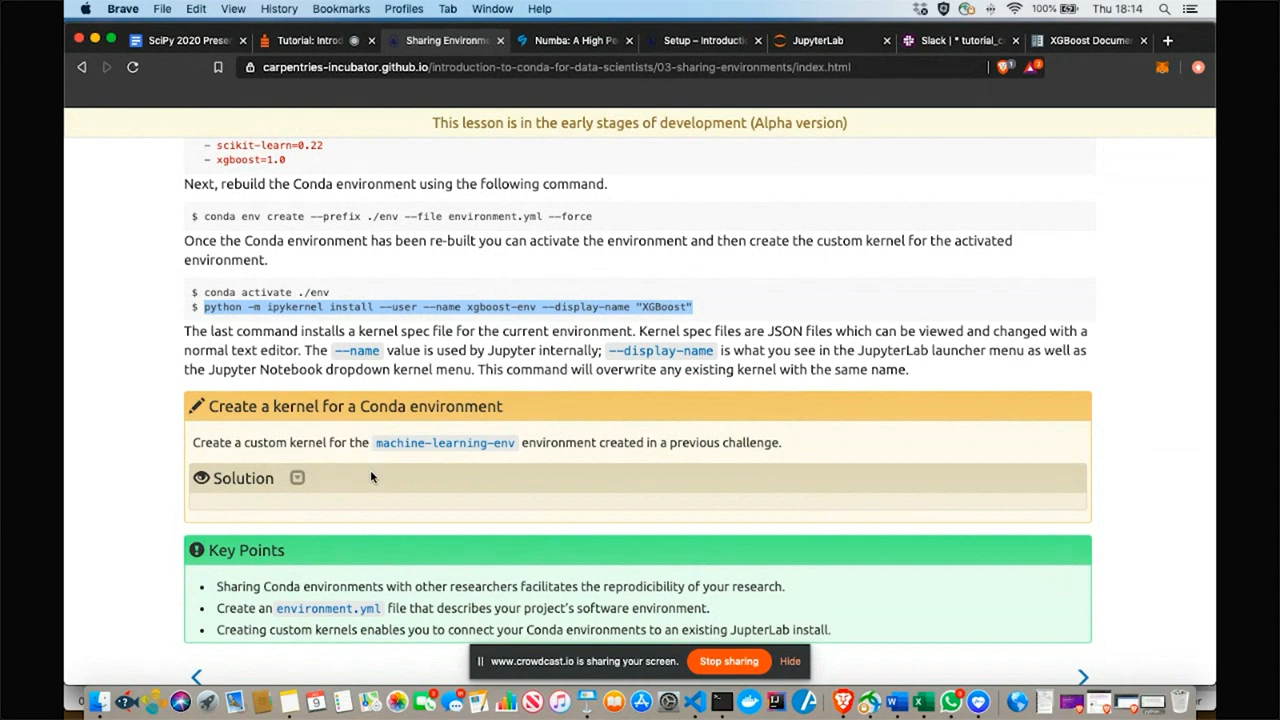 Brave File Edit View History Bookmarks Profiles Tab Window Help 100% Thu 18:14
SciPy 2020 Prese Tutorial: Introd Sharing Environme Numba: A High P Setup – Introducti JupyterLab Slack | * tutorial_c XGBoost Docume
carpentries-incubator.github.io/introduction-to-conda-for-data-scientists/03-sharing-environments/index.html
This lesson is in the early stages of development (Alpha version)
- scikit-learn=0.22
- xgboost=1.0
Next, rebuild the Conda environment using the following command.
$ conda env create --prefix ./env --file environment.yml --force
Once the Conda environment has been re-built you can activate the environment and then create the custom kernel for the activated
environment.
$ conda activate ./env
$ python -m ipykernel install --user --name xgboost-env --display-name "XGBoost"
The last command installs a kernel spec file for the current environment. Kernel spec files are JSON files which can be viewed and changed with a
normal text editor. The --name value is used by Jupyter internally; --display-name is what you see in the JupyterLab launcher menu as well as
the Jupyter Notebook dropdown kernel menu. This command will overwrite any existing kernel with the same name.
Create a kernel for a Conda environment
Create a custom kernel for the machine-learning-env environment created in a previous challenge.
Solution
Key Points
• Sharing Conda environments with other researchers facilitates the reprodicibility of your research.
• Create an environment.yml file that describes your project's software environment.
• Creating custom kernels enables you to connect your Conda environments to an existing JupterLab install.
www.crowdcast.io is sharing your screen. Stop sharing Hide